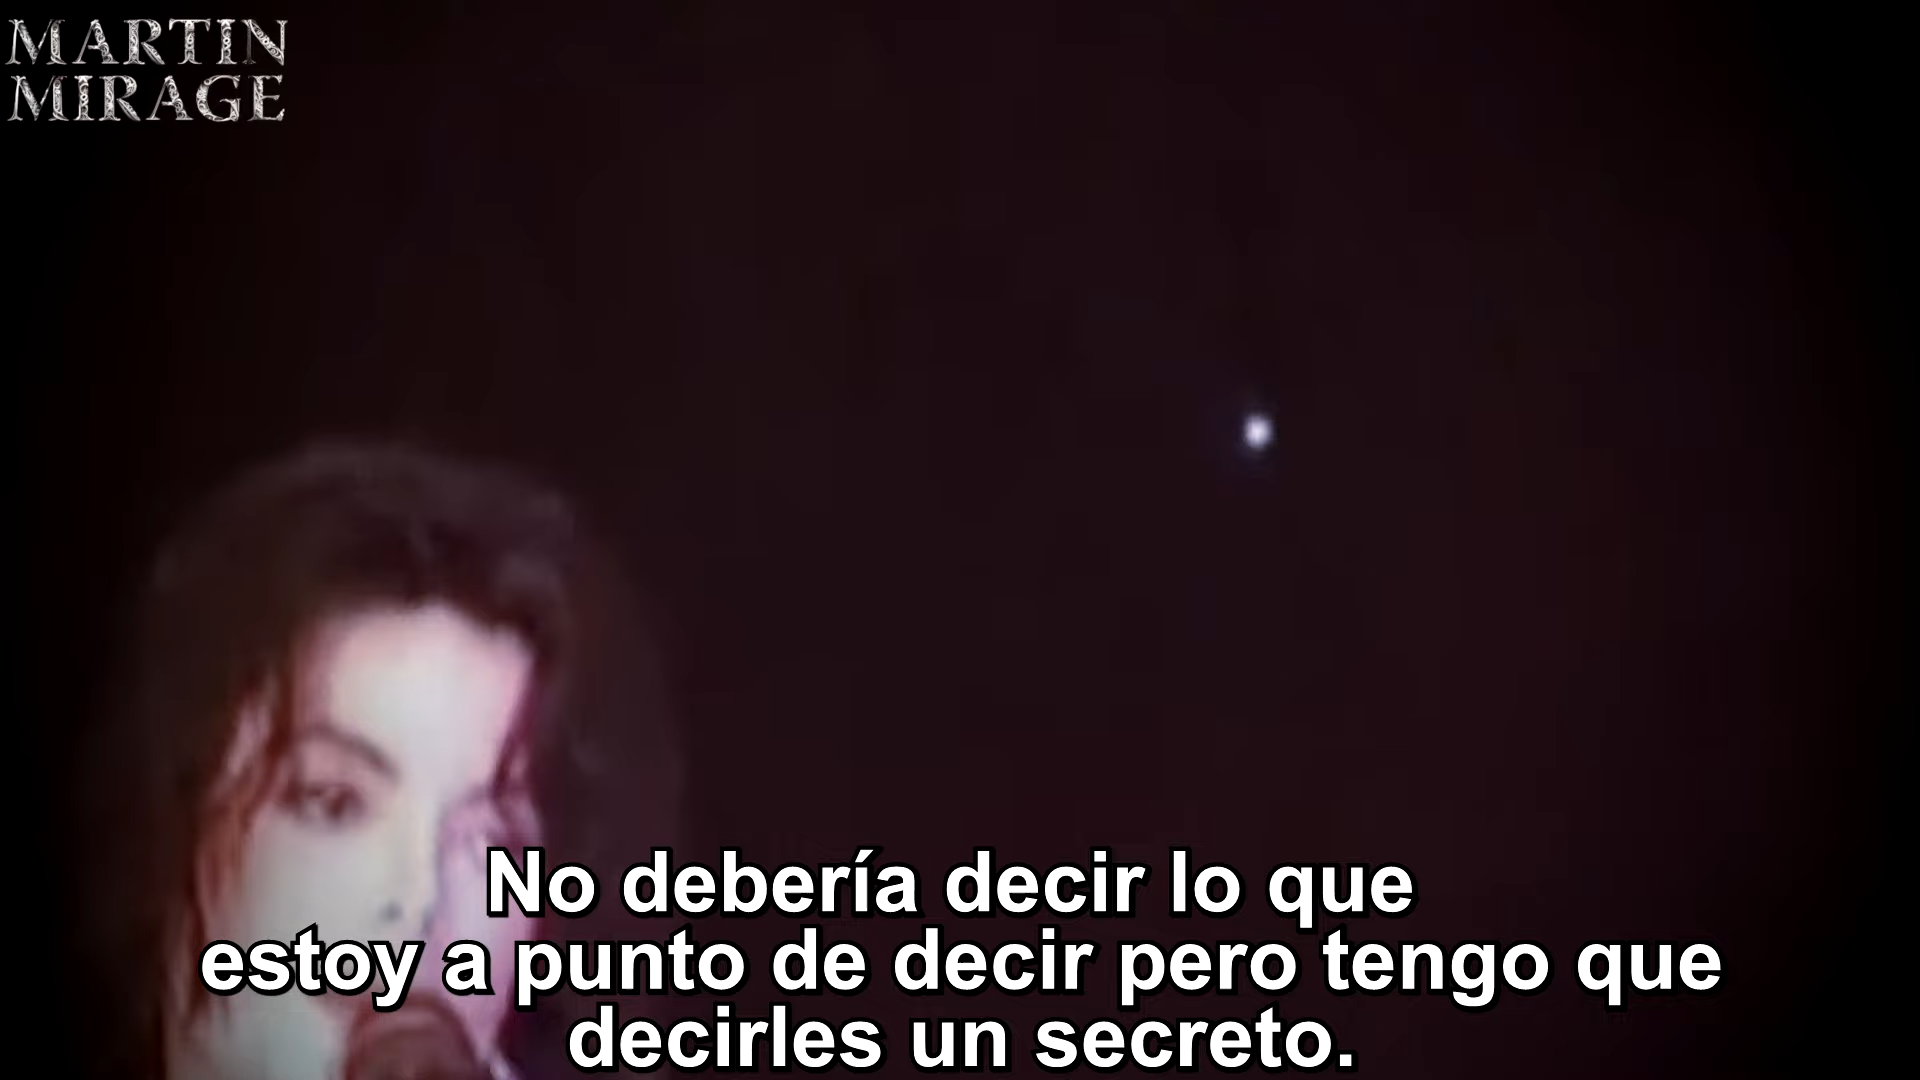 MARTIN
MIRAGE
No debería decir lo que
estoy a punto de decir pero tengo que
decirles un secreto.